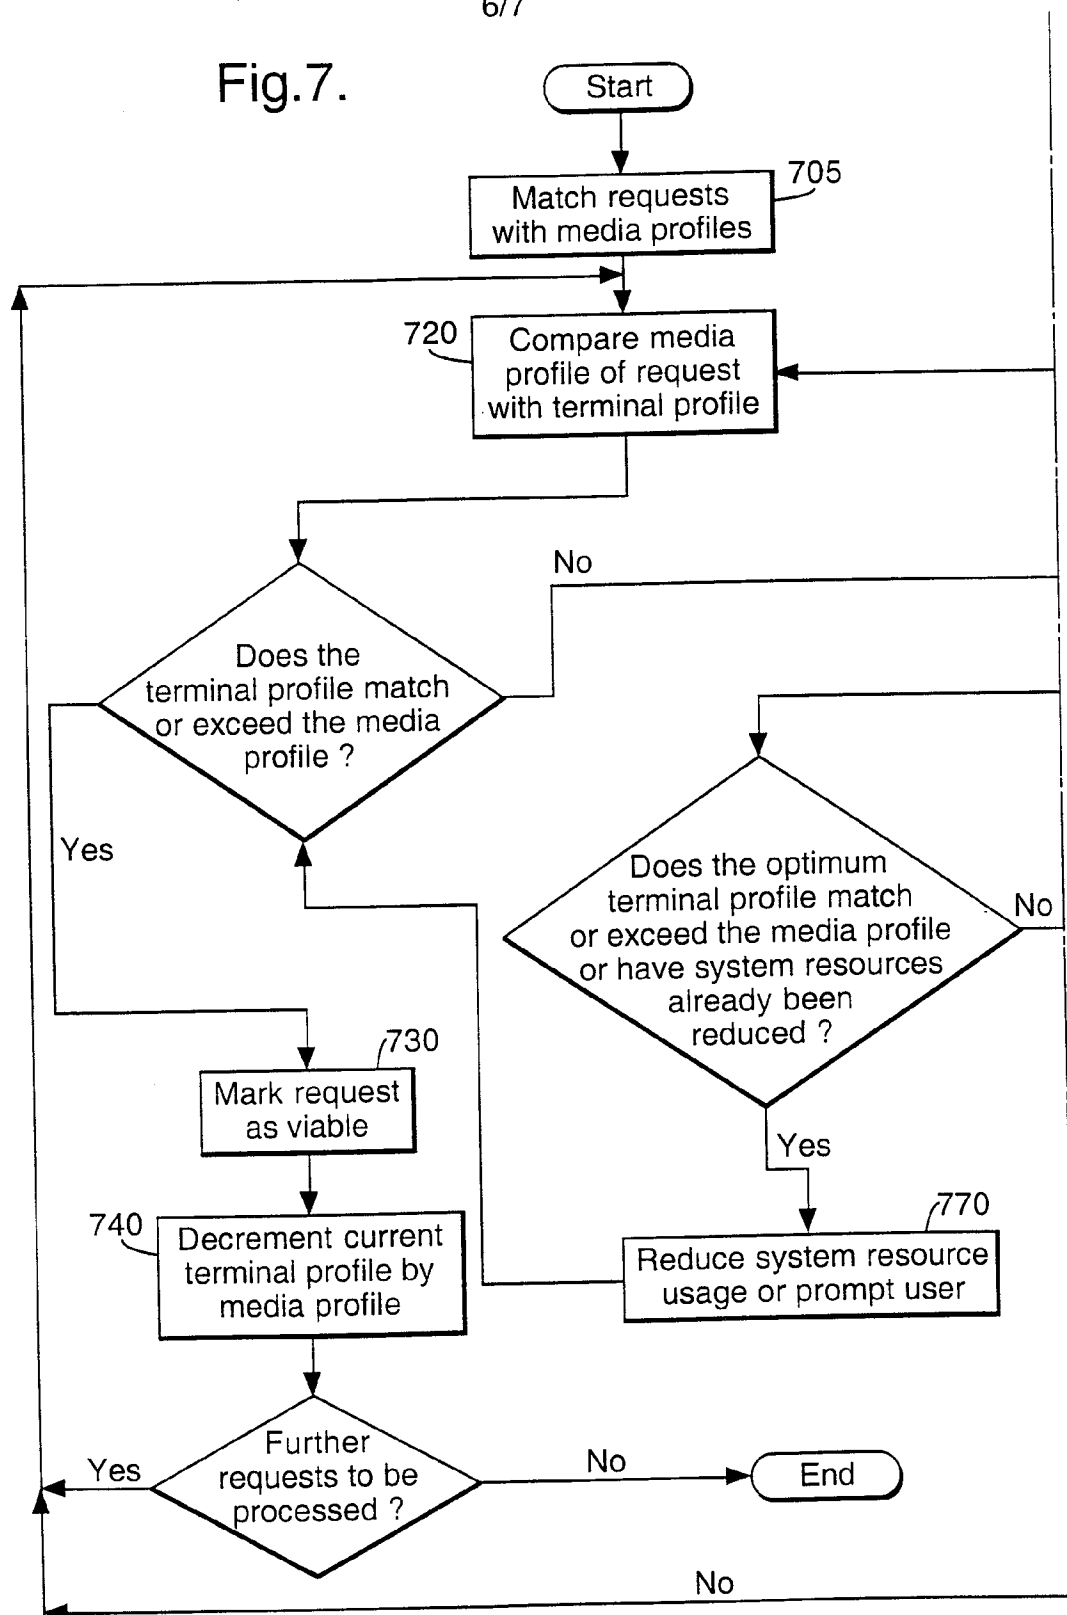 6/7
Fig.7.
Start
705
Match requests
with media profiles
720
Compare media
profile of request
with terminal profile
No
Does the
terminal profile match
or exceed the media
profile ?
Yes
Does the optimum
terminal profile match
or exceed the media profile
or have system resources
already been
reduced ?
No
730
Mark request
as viable
Yes
740
Decrement current
terminal profile by
media profile
770
Reduce system resource
usage or prompt user
Further
requests to be
processed ?
Yes
No
End
No